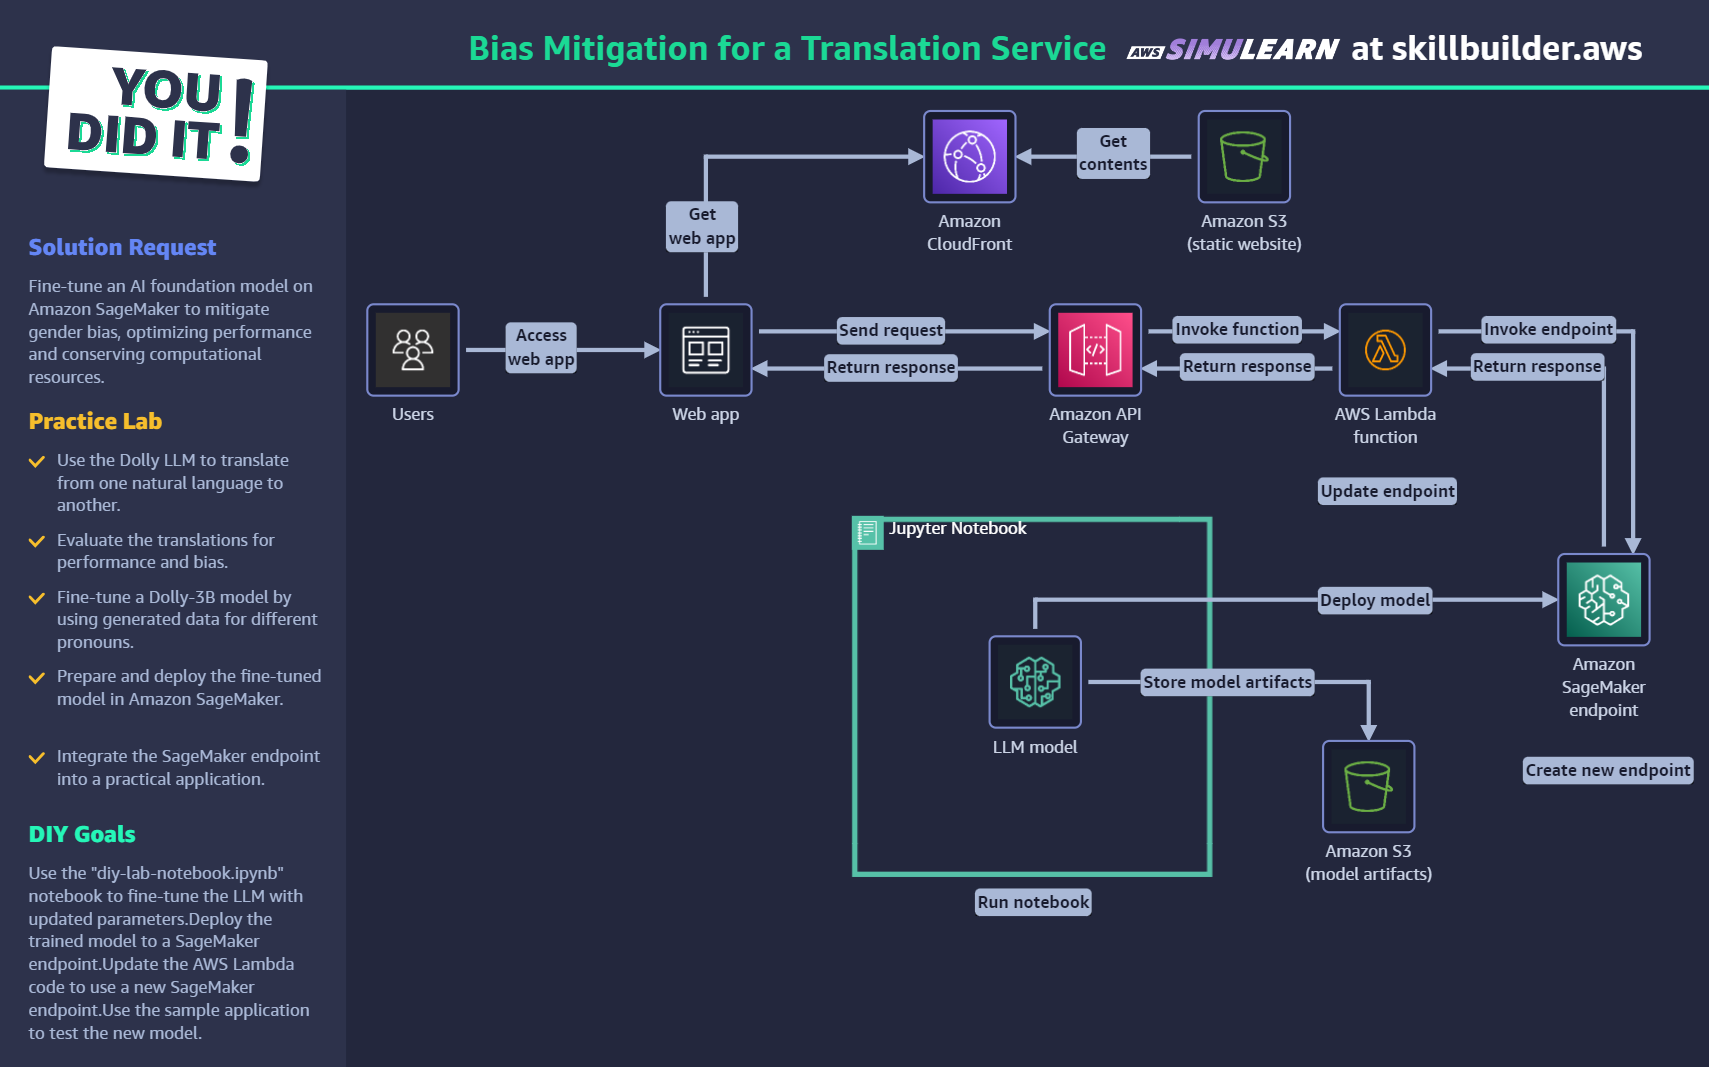 Bias Mitigation for a Translation Service aws SIMULEARN at skillbuilder.aws
YOU
DID IT!
Solution Request
Fine-tune an AI foundation model on
Amazon SageMaker to mitigate
gender bias, optimizing performance
and conserving computational
resources.
Practice Lab
Use the Dolly LLM to translate
from one natural language to
another.
Evaluate the translations for
performance and bias.
Fine-tune a Dolly-3B model by
using generated data for different
pronouns.
Prepare and deploy the fine-tuned
model in Amazon SageMaker.
Integrate the SageMaker endpoint
into a practical application.
DIY Goals
Use the "diy-lab-notebook.ipynb"
notebook to fine-tune the LLM with
updated parameters.Deploy the
trained model to a SageMaker
endpoint.Update the AWS Lambda
code to use a new SageMaker
endpoint.Use the sample application
to test the new model.
Get
contents
Amazon
CloudFront
Amazon S3
(static website)
Get
web app
Access
web app
Users
Web app
Send request
Return response
Amazon API
Gateway
Invoke function
Return response
AWS Lambda
function
Invoke endpoint
Return response
Update endpoint
Jupyter Notebook
Deploy model
Amazon
SageMaker
endpoint
LLM model
Store model artifacts
Create new endpoint
Amazon S3
(model artifacts)
Run notebook